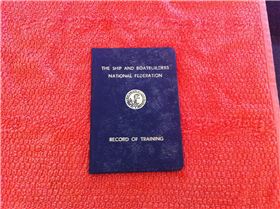 THE SHIP AND BOATBUILDERS
NATIONAL FEDERATION
RECORD OF TRAINING